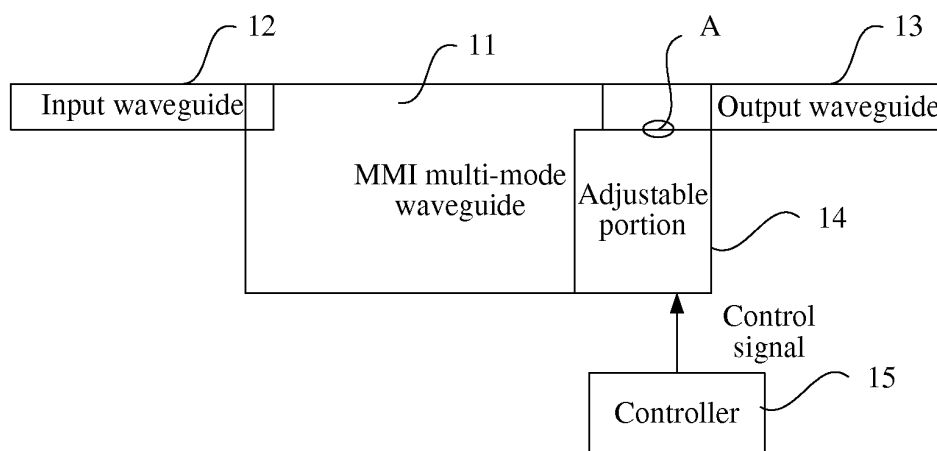 12
11
A
13
Input waveguide
Output waveguide
MMI multi-mode
waveguide
Adjustable
portion
14
Control
signal
15
Controller